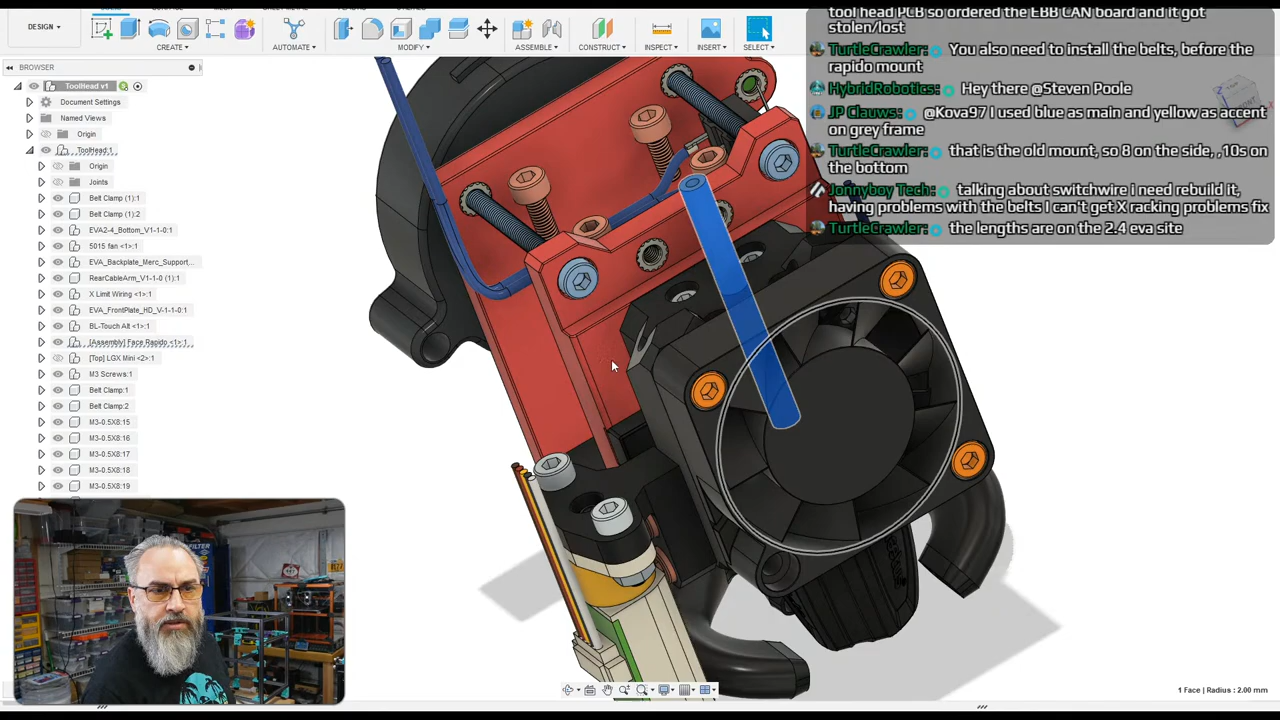 DESIGN
CREATE
AUTOMATE
MODIFY
ASSEMBLE
CONSTRUCT
INSPECT
INSERT
SELECT
BROWSER
ToolHead v1
Document Settings
Named Views
Origin
ToolHead:1
Origin
Joints
Belt Clamp (1):1
Belt Clamp (1):2
EVA2-4_Bottom_V1-1-0:1
5015 fan <1>:1
EVA_Backplate_Merc_Support...
RearCableArm_V1-1-0 (1):1
X Limit Wiring <1>:1
EVA_FrontPlate_HD_V-1-1-0:1
BL-Touch Alt <1>:1
[Assembly] Face Rapido <1>:1
[Top] LGX Mini <2>:1
M3 Screws:1
Belt Clamp:1
Belt Clamp:2
M3-0.5X8:15
M3-0.5X8:16
M3-0.5X8:17
M3-0.5X8:18
M3-0.5X8:19
tool head PCB so ordered the EBB CAN board and it got
stolen/lost
TurtleCrawler: You also need to install the belts, before the
rapido mount
HybridRobotics: Hey there @Steven Poole
JP Clauws: @Kova97 I used blue as main and yellow as accent
on grey frame
TurtleCrawler: that is the old mount, so 8 on the side, ,10s on
the bottom
Jonnyboy Tech: talking about switchwire i need rebuild it,
having problems with the belts I can't get X racking problems fix
TurtleCrawler: the lengths are on the 2.4 eva site
1 Face | Radius : 2.00 mm